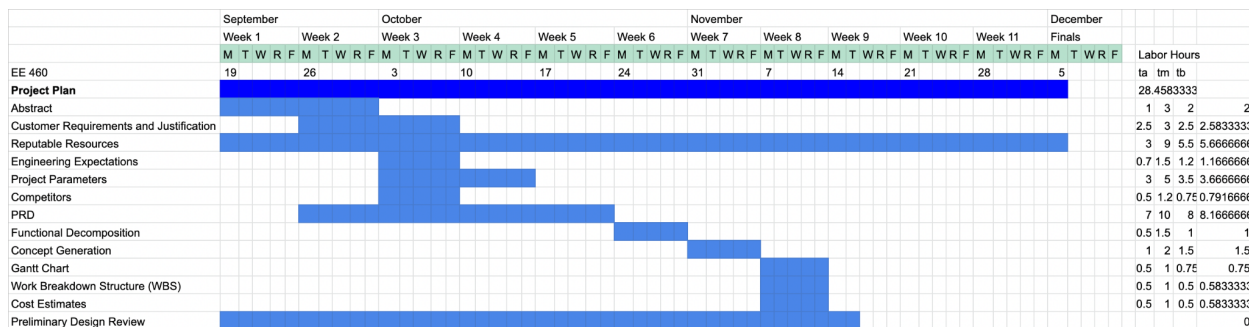 September October November December
Week 1 Week 2 Week 3 Week 4 Week 5 Week 6 Week 7 Week 8 Week 9 Week 10 Week 11 Finals
M T W R F M T W R F M T W R F M T W R F M T W R F M T W R F M T W R F M T W R F M T W R F M T W R F M T W R F M T W R F Labor Hours
EE 460 19 26 3 10 17 24 31 7 14 21 28 5 ta tm tb
Project Plan 28.4583333
Abstract 1 3 2 2
Customer Requirements and Justification 2.5 3 2.5 2.5833333
Reputable Resources 3 9 5.5 5.6666666
Engineering Expectations 0.7 1.5 1.2 1.1666666
Project Parameters 3 5 3.5 3.6666666
Competitors 0.5 1.2 0.75 0.7916666
PRD 7 10 8 8.1666666
Functional Decomposition 0.5 1.5 1 1
Concept Generation 1 2 1.5 1.5
Gantt Chart 0.5 1 0.75 0.75
Work Breakdown Structure (WBS) 0.5 1 0.5 0.5833333
Cost Estimates 0.5 1 0.5 0.5833333
Preliminary Design Review 0